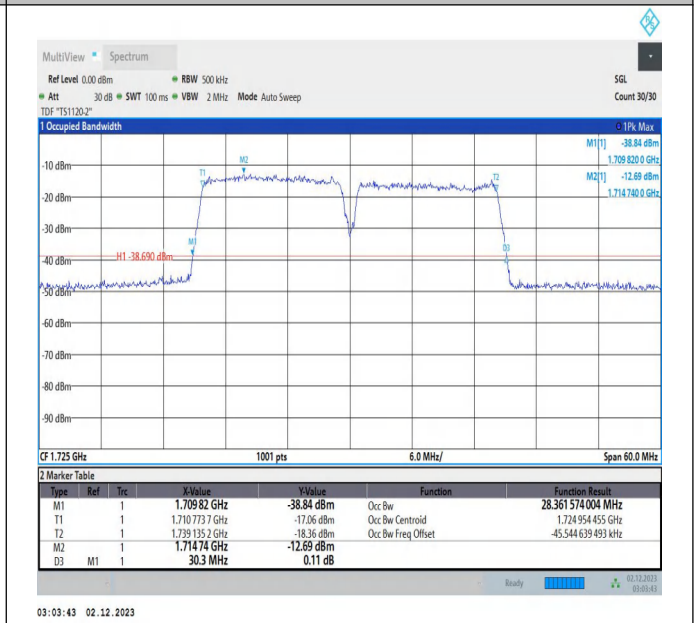 MultiView Spectrum
Ref Level 0.00 dBm RBW 500 kHz SGL
Att 30 dB SWT 100 ms VBW 2 MHz Mode Auto Sweep Count 30/30
TDF "TS1120-2"
1 Occupied Bandwidth 1Pk Max
M1[1] -38.84 dBm
1.709 820 0 GHz
M2[1] -12.69 dBm
1.714 740 0 GHz
M2
T1
T2
-10 dBm
-20 dBm
-30 dBm
M1
D3
H1 -38.690 dBm
-40 dBm
-50 dBm
-60 dBm
-70 dBm
-80 dBm
-90 dBm
CF 1.725 GHz 1001 pts 6.0 MHz/ Span 60.0 MHz
2 Marker Table
Type Ref Trc X-Value Y-Value Function Function Result
M1 1 1.709 82 GHz -38.84 dBm Occ Bw 28.361 574 004 MHz
T1 1 1.710 773 7 GHz -17.06 dBm Occ Bw Centroid 1.724 954 455 GHz
T2 1 1.739 135 2 GHz -18.36 dBm Occ Bw Freq Offset -45.544 639 493 kHz
M2 1 1.714 74 GHz -12.69 dBm
D3 M1 1 30.3 MHz 0.11 dB
Ready 02.12.2023
03:03:43
03:03:43 02.12.2023